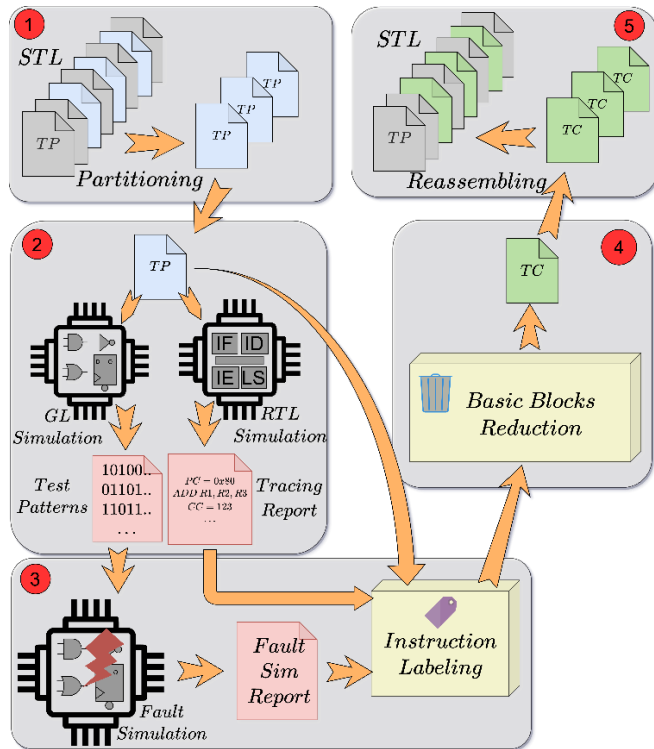 1
STL
TP
TP
TP
TP
Partitioning
5
STL
TP
TC
TC
TC
Reassembling
2
TP
IF ID
IE LS
GL
Simulation
RTL
Simulation
Test
Patterns
10100..
01101..
11011..
...
PC = 0x80
ADD R1, R2, R3
CC = 123
...
Tracing
Report
4
TC
Basic Blocks
Reduction
3
Fault
Simulation
Fault
Sim
Report
Instruction
Labeling